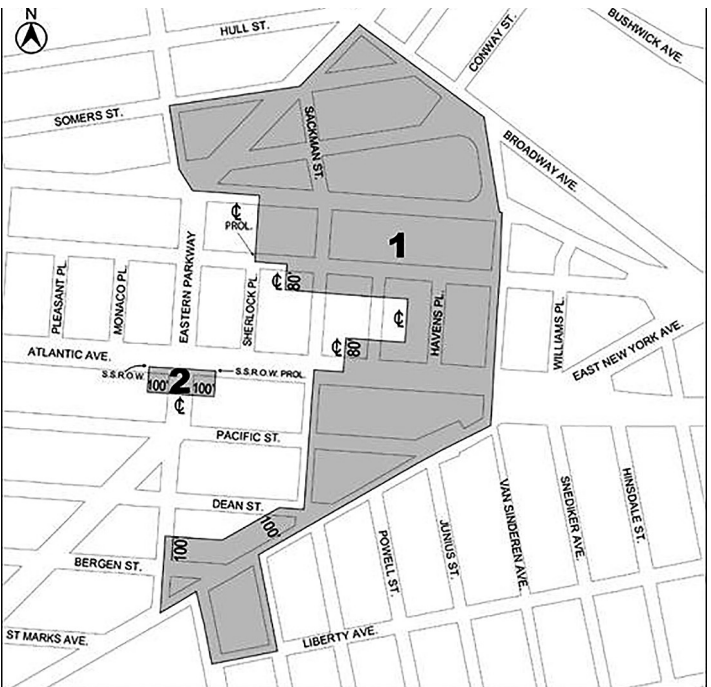 N
HULL ST.
CONWAY ST.
BUSHWICK AVE.
SOMERS ST.
SACKMAN ST.
BROADWAY AVE.
℄
PROL.
1
EASTERN PARKWAY
℄
80'
PLEASANT PL.
MONACO PL.
SHERLOCK PL.
℄
HAVENS PL.
WILLIAMS PL.
EAST NEW YORK AVE.
℄
80'
ATLANTIC AVE.
S.S.R.O.W.
2
S.S.R.O.W. PROL.
100'
100'
℄
PACIFIC ST.
DEAN ST.
100'
100'
BERGEN ST.
POWELL ST.
JUNIUS ST.
VAN SINDEREN AVE.
SNEDIKER AVE.
HINSDALE ST.
ST MARKS AVE.
LIBERTY AVE.